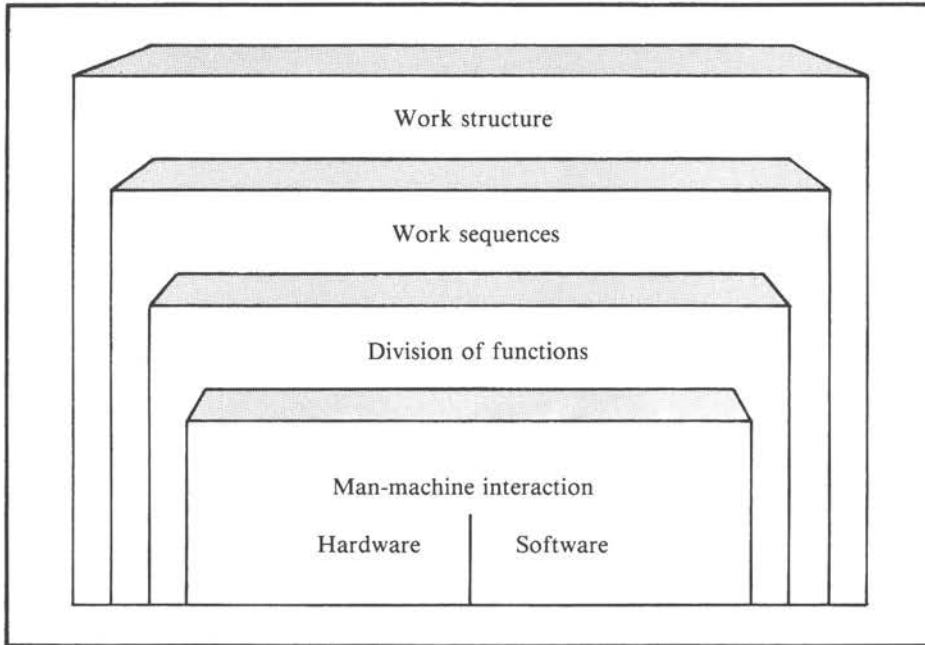 Work structure
Work sequences
Division of functions
Man-machine interaction
Hardware Software